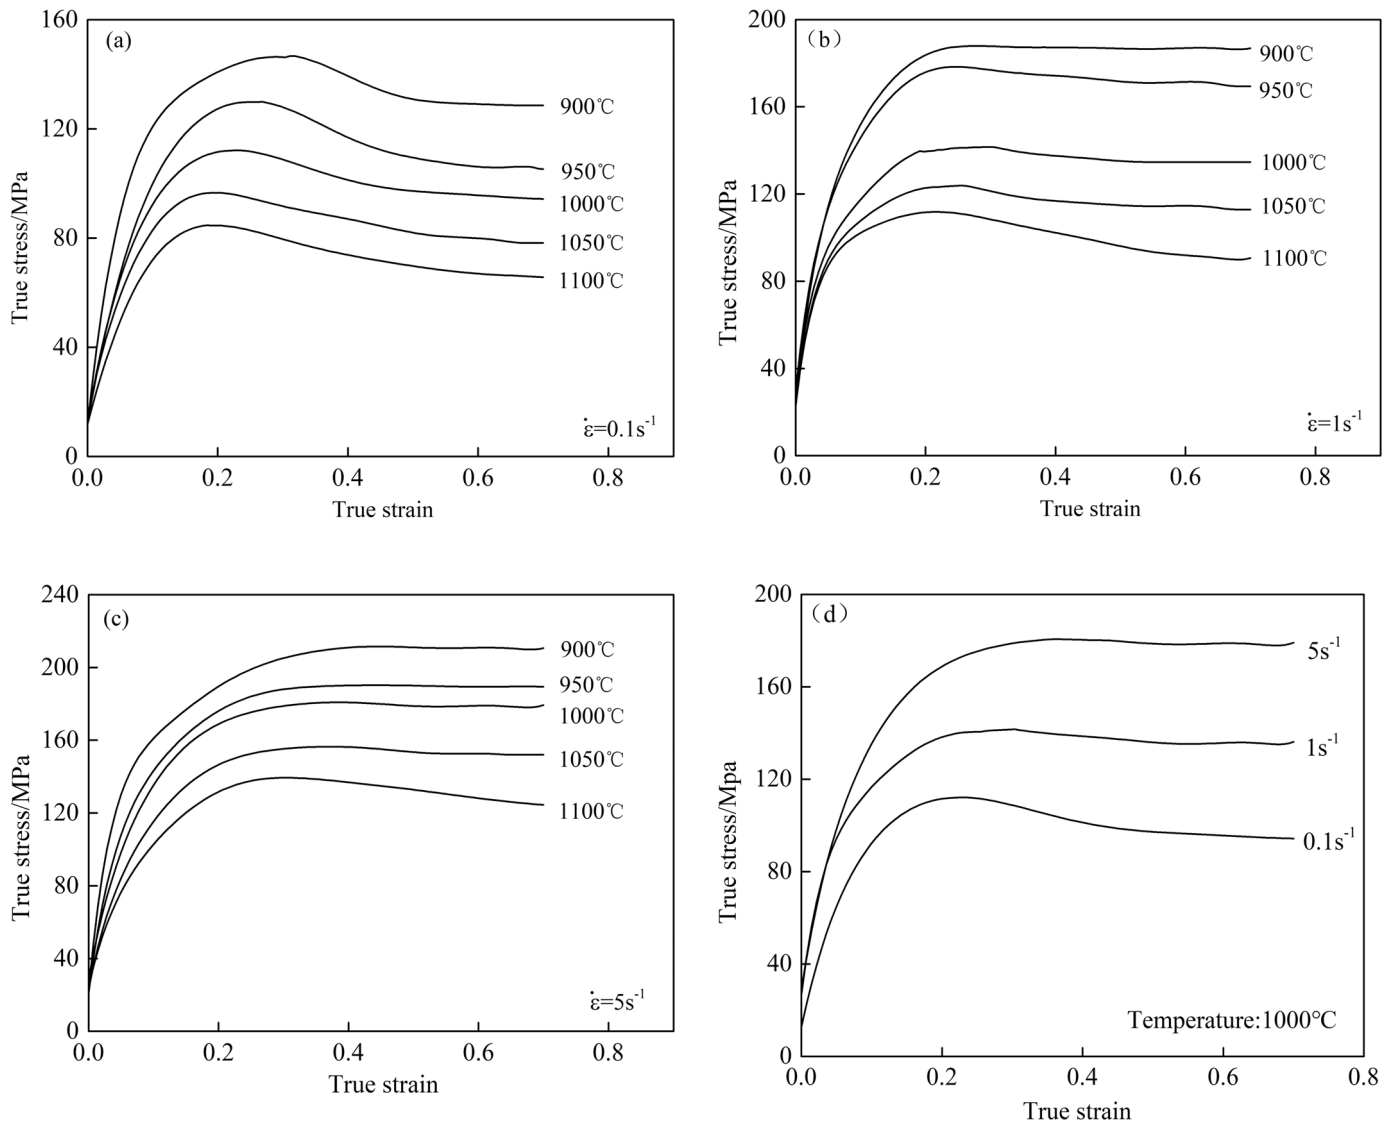 (a)
160
120
80
40
0
0.0 0.2 0.4 0.6 0.8
True stress/MPa
True strain
900℃
950℃
1000℃
1050℃
1100℃
ε̇=0.1s⁻¹
（b）
200
160
120
80
40
0
0.0 0.2 0.4 0.6 0.8
True stress/MPa
True strain
900℃
950℃
1000℃
1050℃
1100℃
ε̇=1s⁻¹
(c)
240
200
160
120
80
40
0
0.0 0.2 0.4 0.6 0.8
True stress/MPa
True strain
900℃
950℃
1000℃
1050℃
1100℃
ε̇=5s⁻¹
（d）
200
160
120
80
40
0
0.0 0.2 0.4 0.6 0.8
True stress/Mpa
True strain
5s⁻¹
1s⁻¹
0.1s⁻¹
Temperature:1000°C